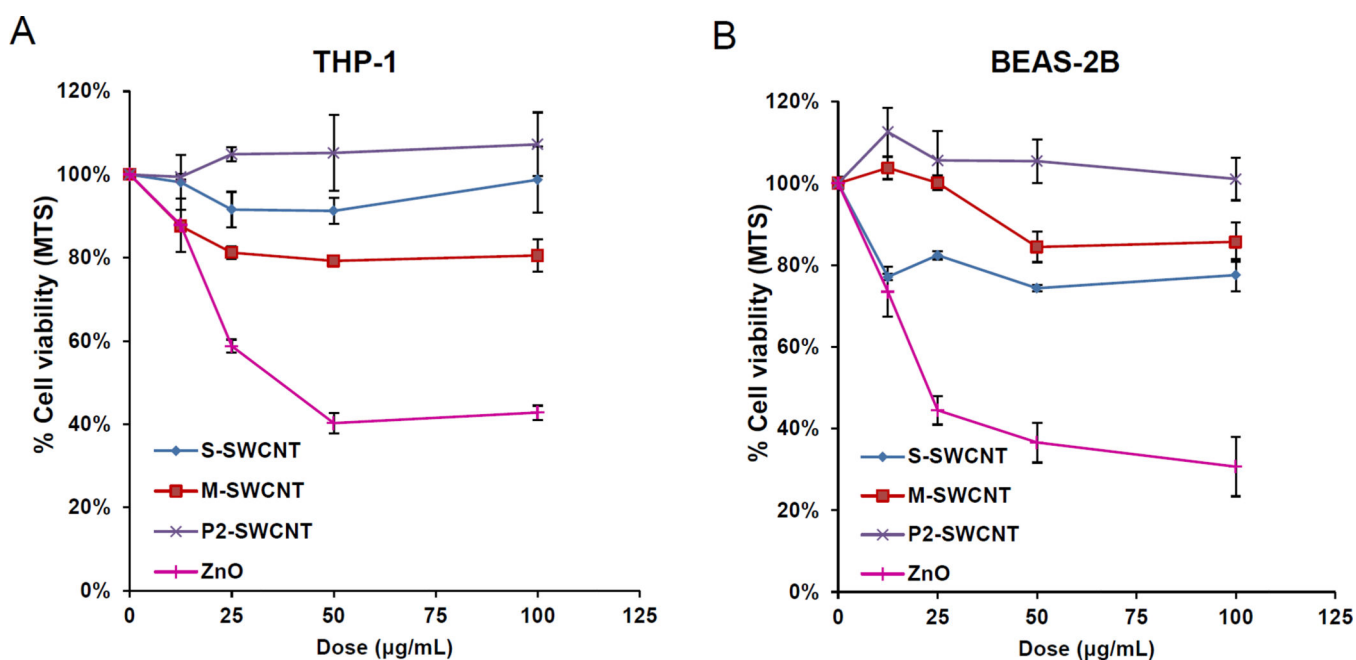 A
THP-1
% Cell viability (MTS)
120%
100%
80%
60%
40%
20%
0%
S-SWCNT
M-SWCNT
P2-SWCNT
ZnO
0 25 50 75 100 125
Dose (µg/mL)
B
BEAS-2B
% Cell viability (MTS)
120%
100%
80%
60%
40%
20%
0%
S-SWCNT
M-SWCNT
P2-SWCNT
ZnO
0 25 50 75 100 125
Dose (µg/mL)